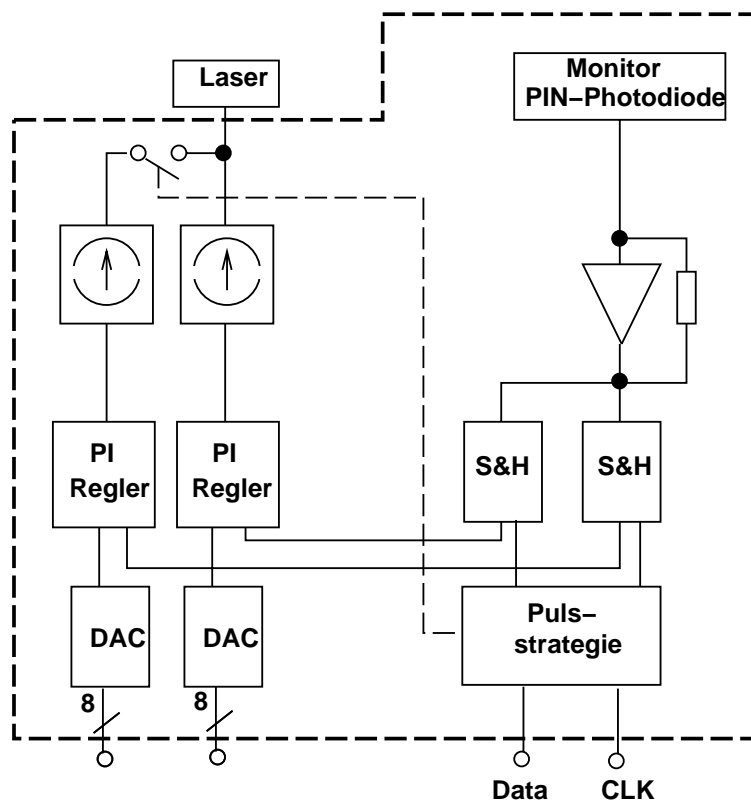 Laser
Monitor
PIN−Photodiode
PI
Regler
PI
Regler
S&H
S&H
DAC
DAC
Puls−
strategie
8
8
Data
CLK